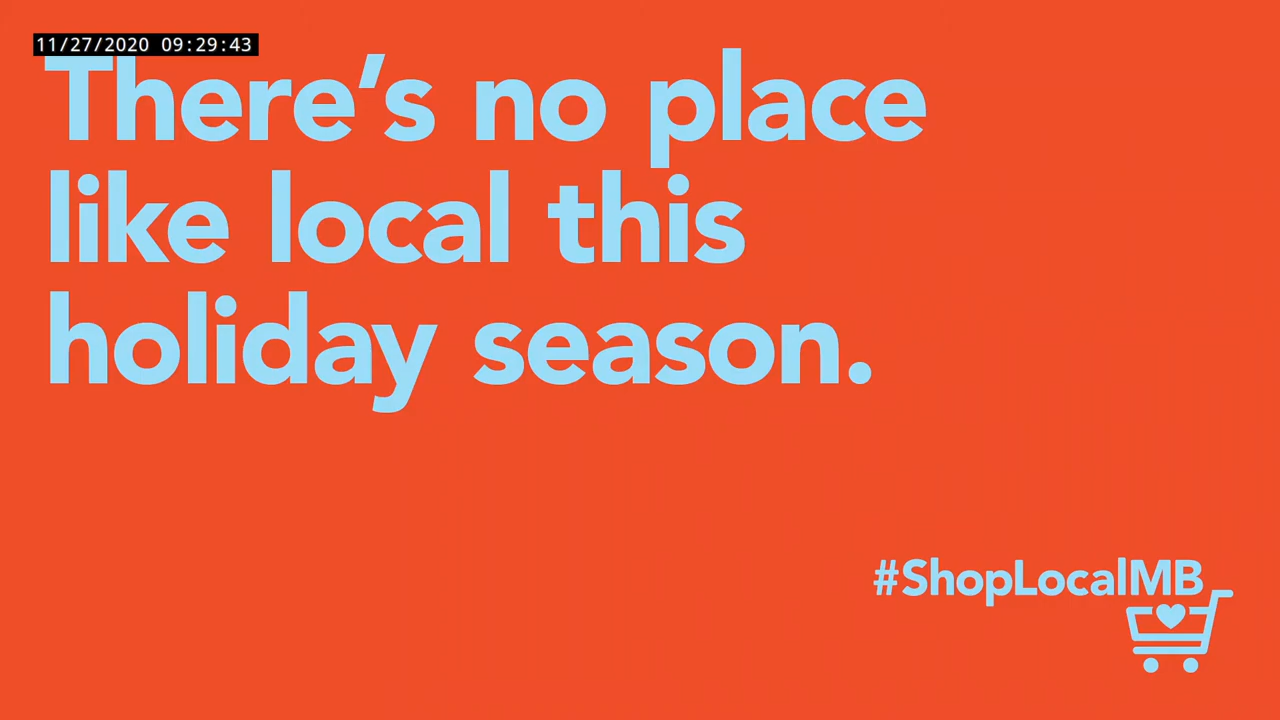 11/27/2020 09:29:43
There's no place
like local this
holiday season.
#ShopLocalMB